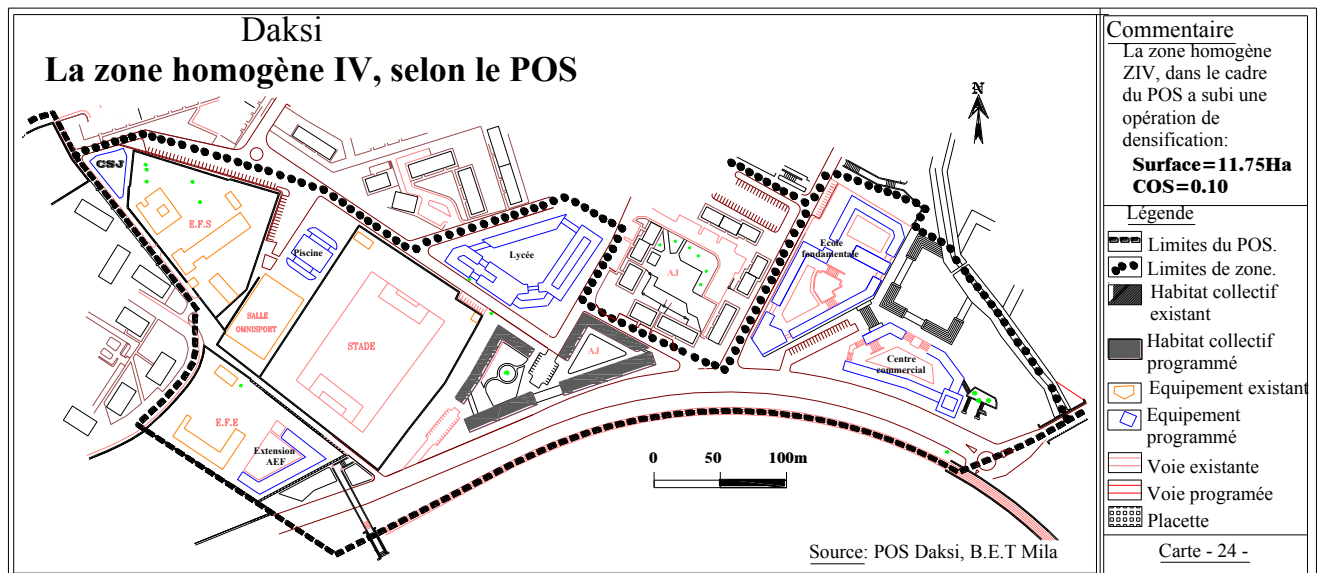 Daksi
La zone homogène IV, selon le POS
N
CSJ
E.F.S
Piscine
Lycée
AJ
Ecole
fondamentale
SALLE
OMNISPORT
STADE
AJ
Centre
commercial
E.F.E
Extension
AEF
0 50 100m
Source: POS Daksi, B.E.T Mila
Commentaire
La zone homogène
ZIV, dans le cadre
du POS a subi une
opération de
densification:
Surface=11.75Ha
COS=0.10
Légende
Limites du POS.
Limites de zone.
Habitat collectif
existant
Habitat collectif
programmé
Equipement existant
Equipement
programmé
Voie existante
Voie programée
Placette
Carte - 24 -